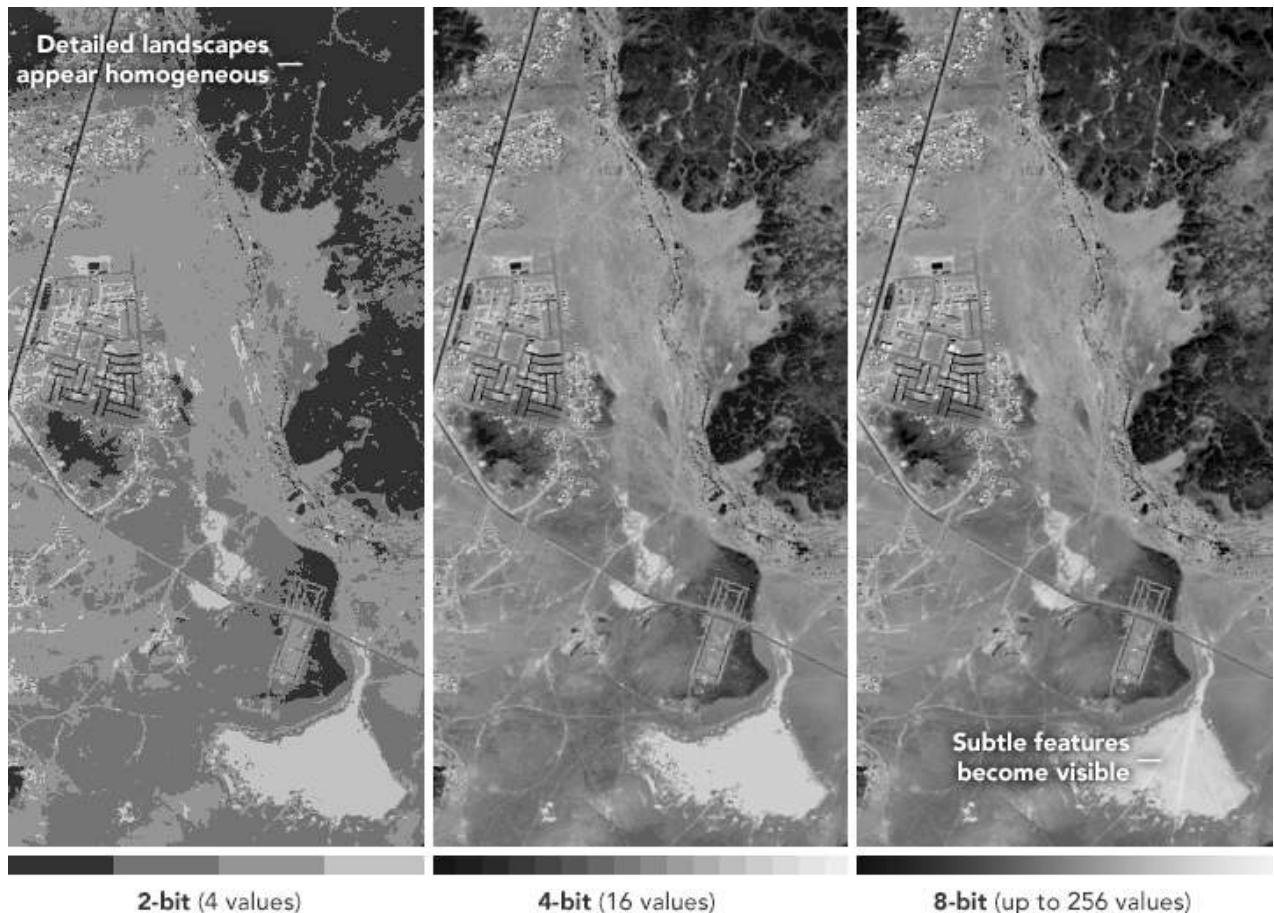 Detailed landscapes
appear homogeneous
Subtle features
become visible
2-bit (4 values)
4-bit (16 values)
8-bit (up to 256 values)